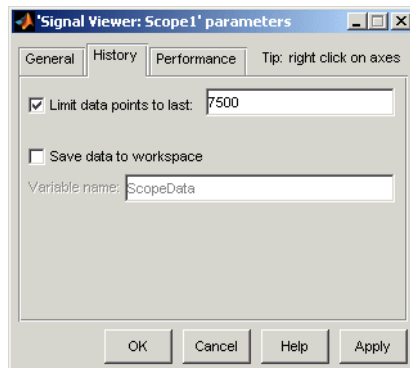 'Signal Viewer: Scope1' parameters
General History Performance Tip: right click on axes
Limit data points to last: 7500
Save data to workspace
Variable name: ScopeData
OK Cancel Help Apply